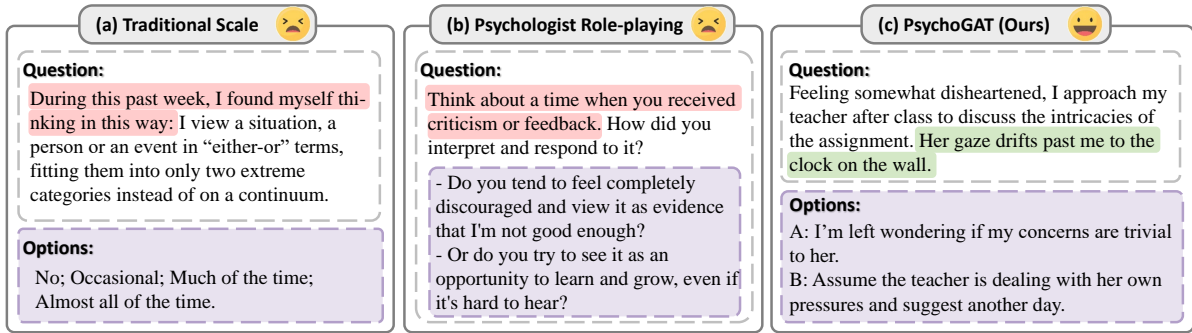 (a) Traditional Scale
Question:
During this past week, I found myself thi-
nking in this way: I view a situation, a
person or an event in “either-or” terms,
fitting them into only two extreme
categories instead of on a continuum.
Options:
No; Occasional; Much of the time;
Almost all of the time.
(b) Psychologist Role-playing
Question:
Think about a time when you received
criticism or feedback. How did you
interpret and respond to it?
- Do you tend to feel completely
discouraged and view it as evidence
that I'm not good enough?
- Or do you try to see it as an
opportunity to learn and grow, even if
it's hard to hear?
(c) PsychoGAT (Ours)
Question:
Feeling somewhat disheartened, I approach my
teacher after class to discuss the intricacies of
the assignment. Her gaze drifts past me to the
clock on the wall.
Options:
A: I’m left wondering if my concerns are trivial
to her.
B: Assume the teacher is dealing with her own
pressures and suggest another day.